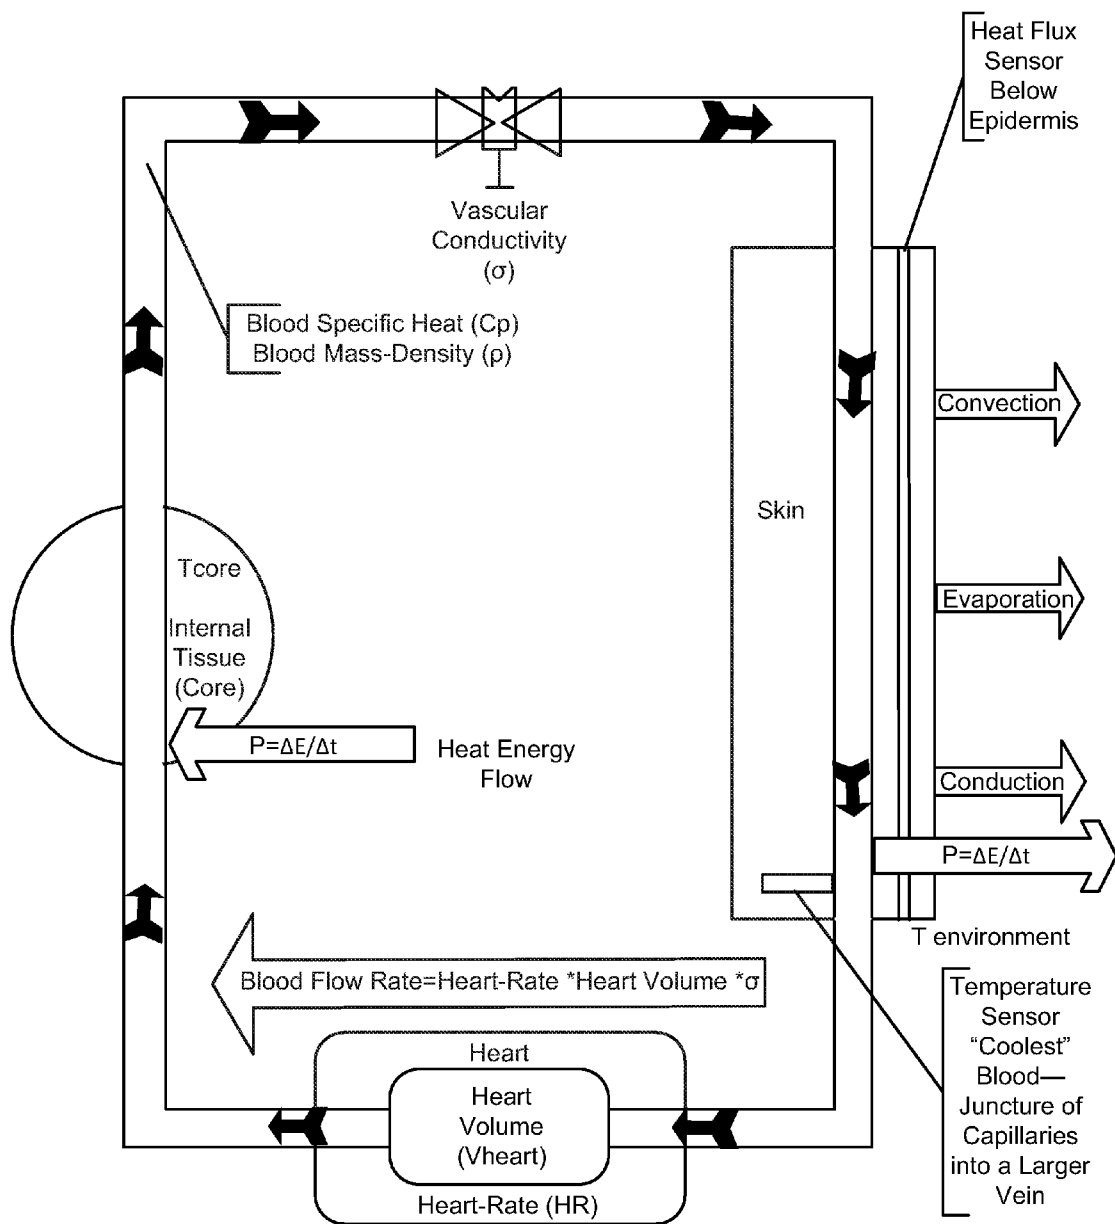 Heat Flux
Sensor
Below
Epidermis
Vascular
Conductivity
(σ)
Blood Specific Heat (Cp)
Blood Mass-Density (ρ)
Convection
Skin
Tcore
Internal
Tissue
(Core)
Evaporation
P=ΔE/Δt
Heat Energy
Flow
Conduction
P=ΔE/Δt
T environment
Blood Flow Rate=Heart-Rate *Heart Volume *σ
Temperature
Sensor
“Coolest”
Blood—
Juncture of
Capillaries
into a Larger
Vein
Heart
Heart
Volume
(Vheart)
Heart-Rate (HR)